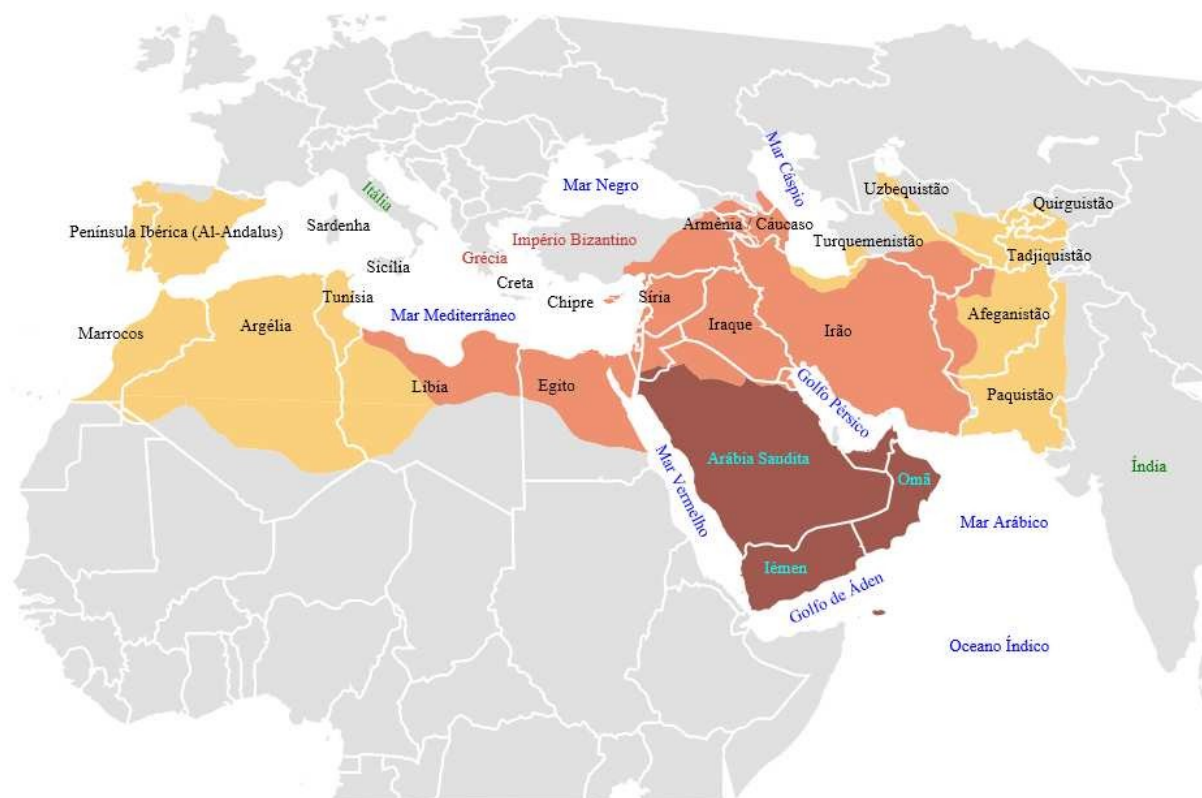 Mar Cáspio
Mar Negro
Uzbequistão
Quirguistão
Itália
Sardenha
Península Ibérica (Al-Andalus)
Arménia / Cáucaso
Império Bizantino
Turquemenistão
Tadjiquistão
Grécia
Sicília
Creta
Tunísia
Chipre
Síria
Mar Mediterrâneo
Marrocos
Argélia
Iraque
Irão
Afeganistão
Líbia
Egito
Golfo Pérsico
Paquistão
Mar Vermelho
Arábia Saudita
Omã
Índia
Mar Arábico
Iémen
Golfo de Áden
Oceano Índico